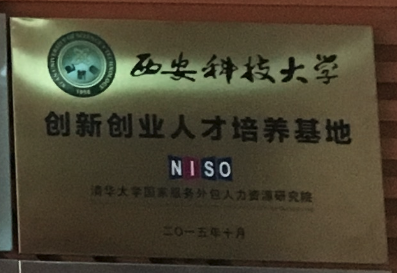 西安科技大学
创新创业人才培养基地
NISO
清华大学国家服务外包人力资源研究院
二〇一五年十月